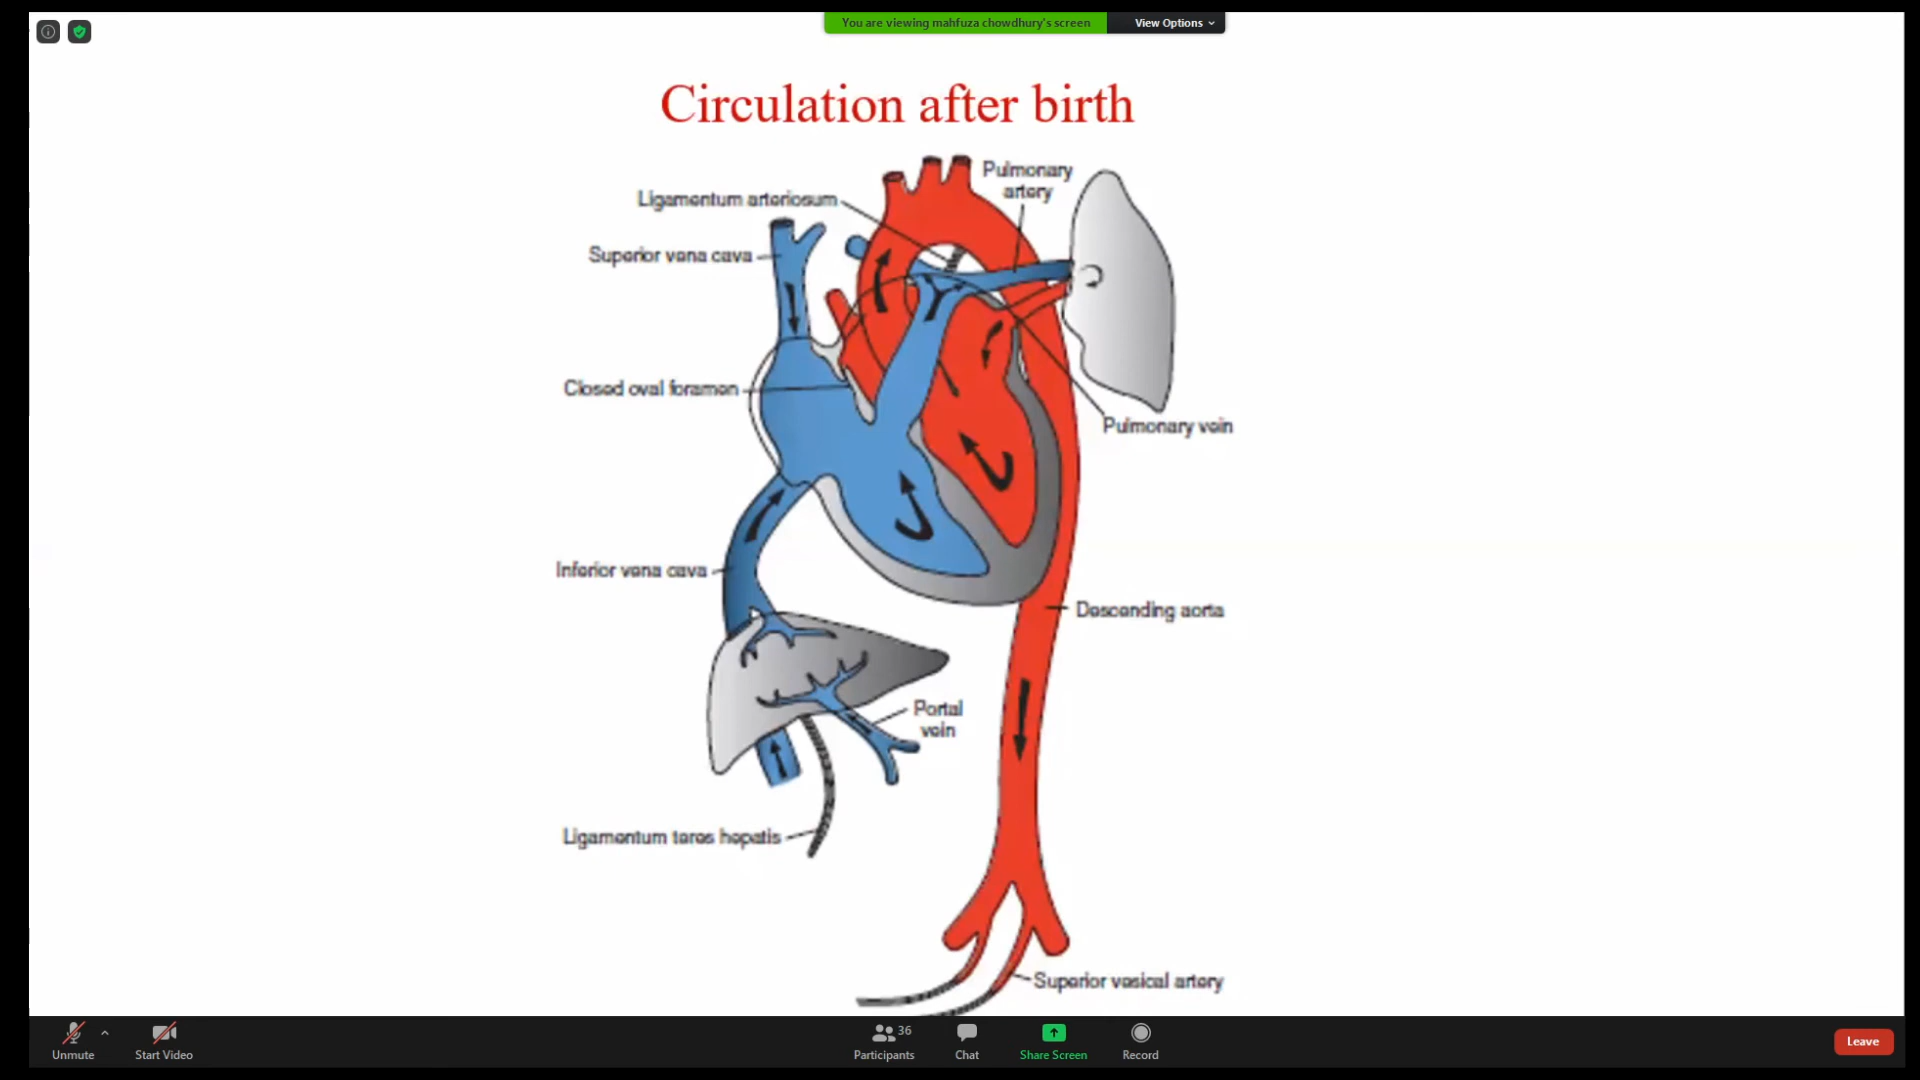 You are viewing mahfuza chowdhury's screen
View Options
Circulation after birth
Pulmonary
artery
Ligamentum arteriosum
Superior vena cava
Closed oval foramen
Pulmonary vein
Inferior vena cava
Descending aorta
Portal
vein
Ligamentum teres hepatis
Superior vesical artery
Unmute
Start Video
36
Participants
Chat
Share Screen
Record
Leave